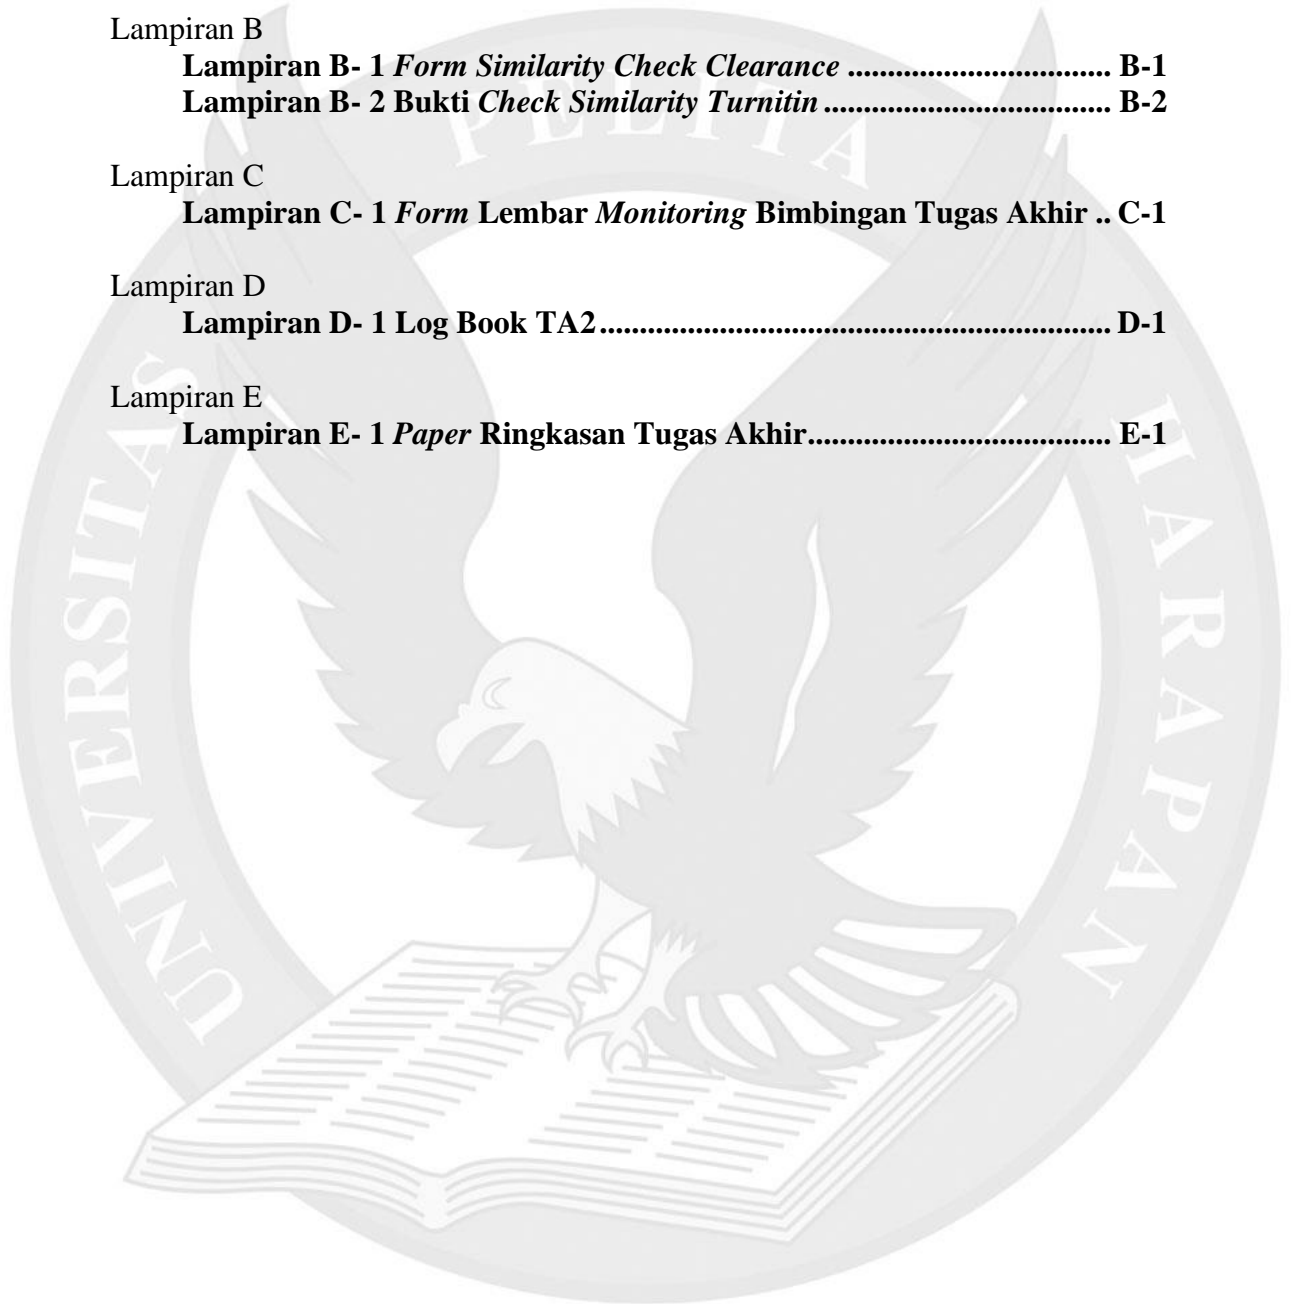 Lampiran B
Lampiran B- 1 Form Similarity Check Clearance ................................. B-1
Lampiran B- 2 Bukti Check Similarity Turnitin .................................... B-2
Lampiran C
Lampiran C- 1 Form Lembar Monitoring Bimbingan Tugas Akhir .. C-1
Lampiran D
Lampiran D- 1 Log Book TA2................................................................ D-1
Lampiran E
Lampiran E- 1 Paper Ringkasan Tugas Akhir...................................... E-1
UNIVERSITAS PELITA HARAPAN